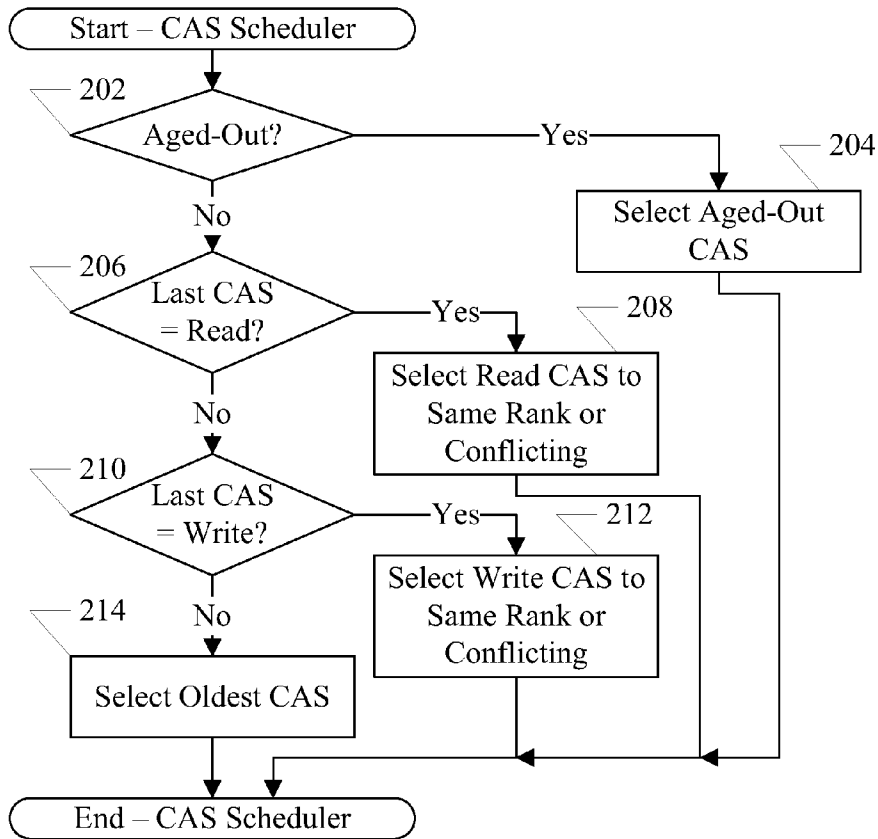 Start – CAS Scheduler
202
Aged-Out?
Yes
204
Select Aged-Out
CAS
No
206
Last CAS
= Read?
Yes
208
Select Read CAS to
Same Rank or
Conflicting
No
210
Last CAS
= Write?
Yes
212
Select Write CAS to
Same Rank or
Conflicting
No
214
Select Oldest CAS
End – CAS Scheduler